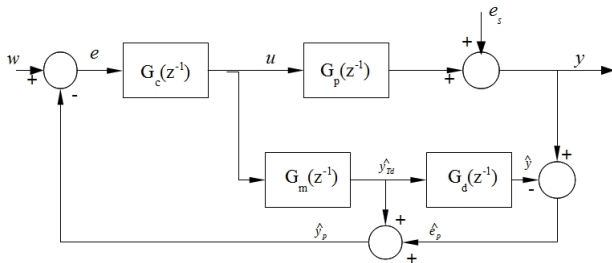 e_s
w + - e G_c(z^-1) u G_p(z^-1) + + y
G_m(z^-1) ŷ_Td G_d(z^-1) ŷ + -
ŷ_p + + ê_p